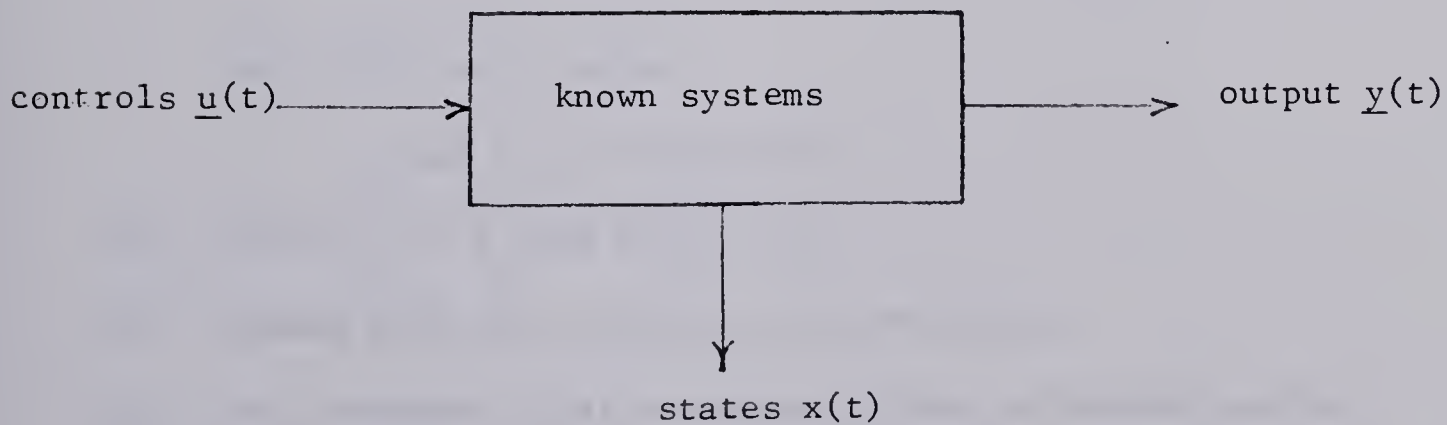 controls u(t)
known systems
output y(t)
states x(t)